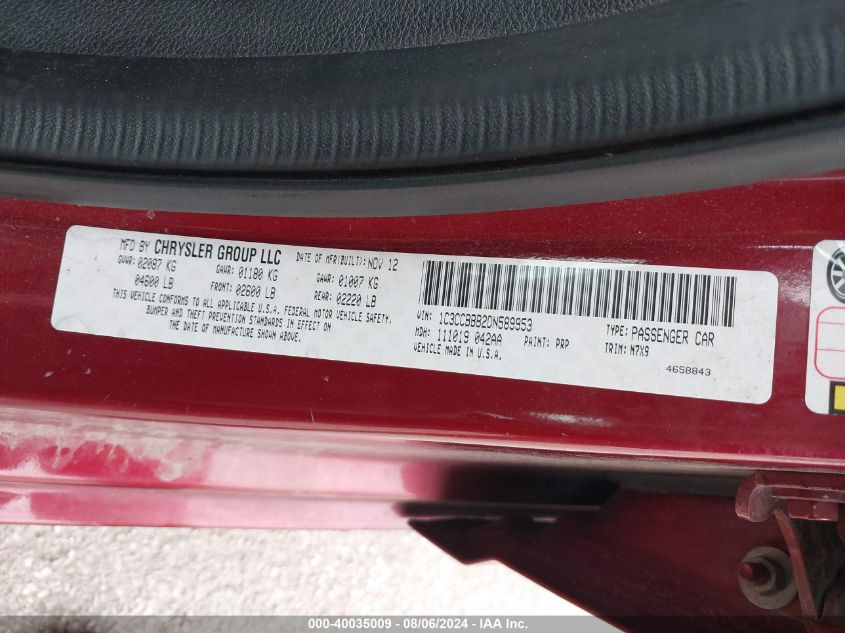 MFD BY CHRYSLER GROUP LLC
DATE OF MFR(BUILT): NOV 12
GVWR: 02087 KG
GAWR: 01180 KG
GAWR: 01007 KG
04600 LB
FRONT: 02600 LB
REAR: 02220 LB
THIS VEHICLE CONFORMS TO ALL APPLICABLE U.S.A. FEDERAL MOTOR VEHICLE SAFETY,
BUMPER AND THEFT PREVENTION STANDARDS IN EFFECT ON
THE DATE OF MANUFACTURE SHOWN ABOVE.
VIN: 1C3CCBBB2DN589953
TYPE: PASSENGER CAR
MDH: 111019 042AA
PAINT: PRP
TRIM: N7X9
VEHICLE MADE IN U.S.A.
4658843
000-40035009 - 08/06/2024 - IAA Inc.